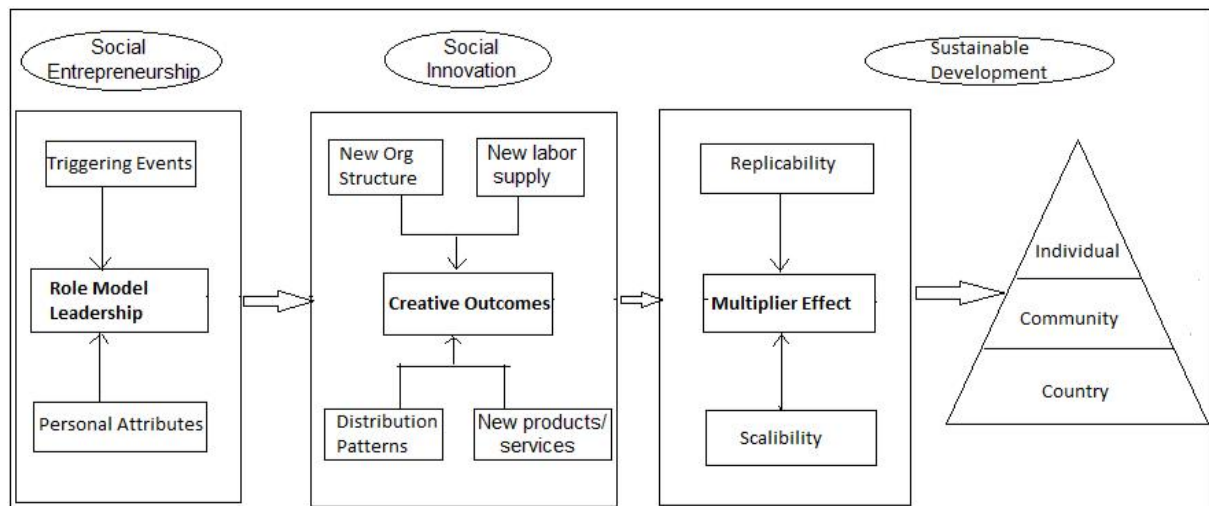 Social
Entrepreneurship
Social
Innovation
Sustainable
Development
Triggering Events
Role Model
Leadership
Personal Attributes
New Org
Structure
New labor
supply
Creative Outcomes
Distribution
Patterns
New products/
services
Replicability
Multiplier Effect
Scalibility
Individual
Community
Country